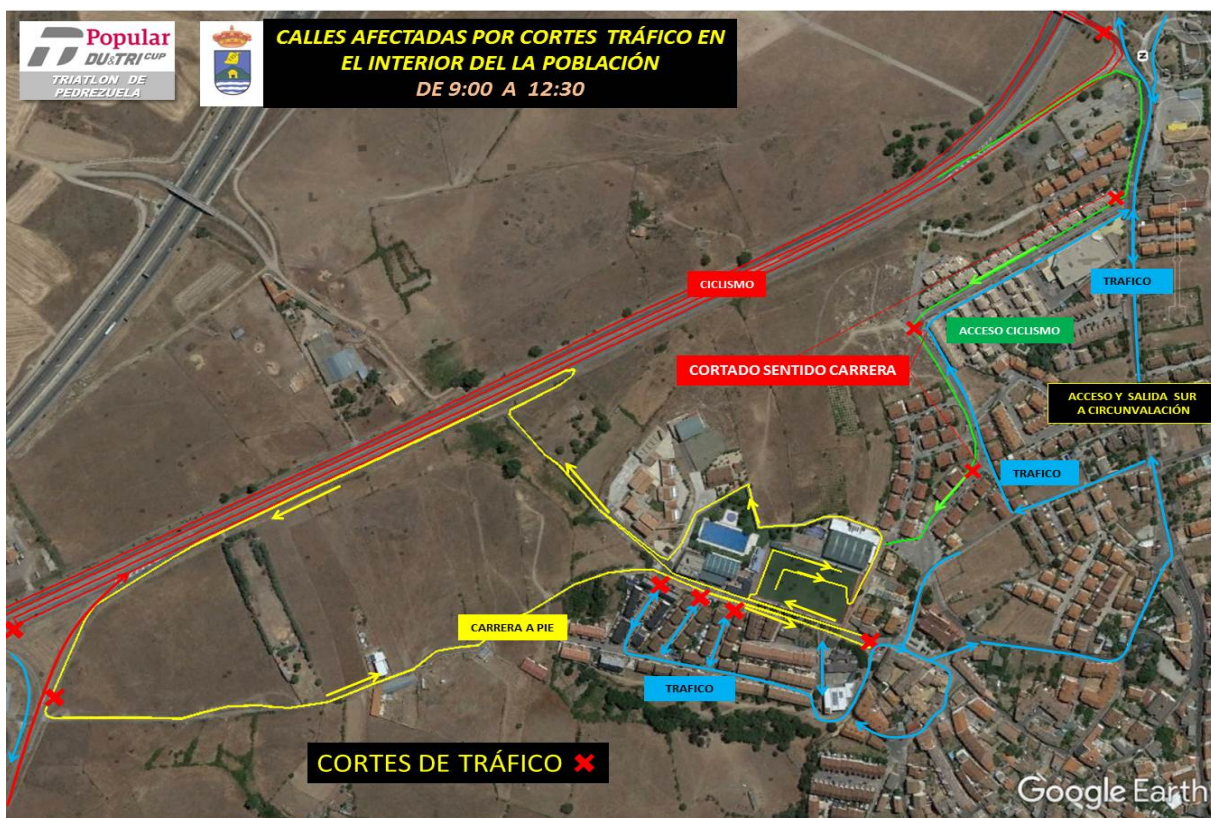 Popular
DU&TRI CUP
TRIATLON DE
PEDREZUELA
CALLES AFECTADAS POR CORTES TRÁFICO EN
EL INTERIOR DEL LA POBLACIÓN
DE 9:00 A 12:30
CICLISMO
TRAFICO
ACCESO CICLISMO
CORTADO SENTIDO CARRERA
ACCESO Y SALIDA SUR
A CIRCUNVALACIÓN
TRAFICO
CARRERA A PIE
TRAFICO
CORTES DE TRÁFICO
Google Earth